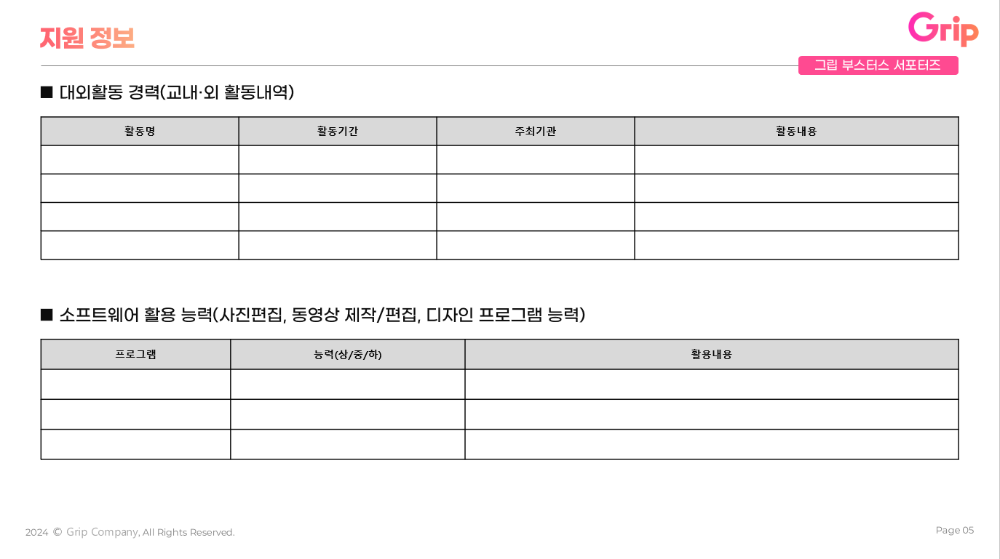 지원 정보
Grip
그립 부스터스 서포터즈
■ 대외활동 경력(교내·외 활동내역)
활동명 활동기간 주최기관 활동내용
■ 소프트웨어 활용 능력(사진편집, 동영상 제작/편집, 디자인 프로그램 능력)
프로그램 능력(상/중/하) 활용내용
2024 © Grip Company, All Rights Reserved.
Page 05